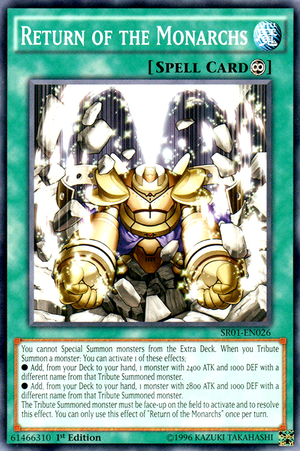 RETURN OF THE MONARCHS
[SPELL CARD]
SR01-EN026
You cannot Special Summon monsters from the Extra Deck. When you Tribute
Summon a monster: You can activate 1 of these effects;
● Add, from your Deck to your hand, 1 monster with 2400 ATK and 1000 DEF with a
different name from that Tribute Summoned monster.
● Add, from your Deck to your hand, 1 monster with 2800 ATK and 1000 DEF with a
different name from that Tribute Summoned monster.
The Tribute Summoned monster must be face-up on the field to activate and to resolve
this effect. You can only use this effect of "Return of the Monarchs" once per turn.
61466310 1st Edition ©1996 KAZUKI TAKAHASHI